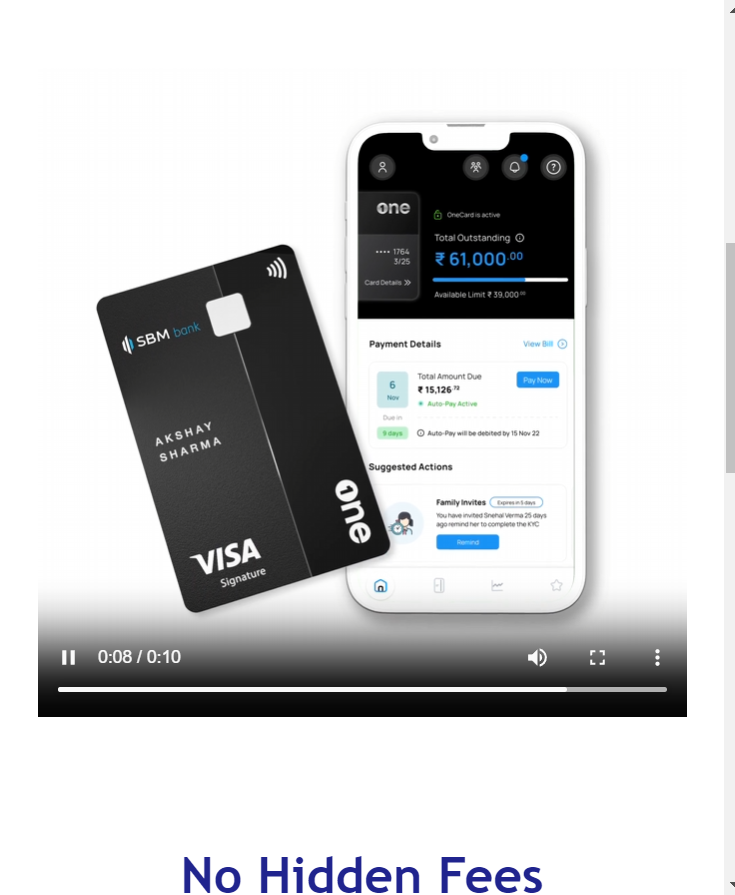 SBM bank
AKSHAY
SHARMA
one
VISA
Signature
one
.... 1764
3/25
Card Details
OneCard is active
Total Outstanding
₹ 61,000.00
Available Limit ₹ 39,000.00
Payment Details
View Bill
6
Nov
Total Amount Due
₹ 15,126.72
Auto-Pay Active
Pay Now
Due in
9 days
Auto-Pay will be debited by 15 Nov 22
Suggested Actions
Family Invites
Expires in 5 days
You have invited Snehal Verma 25 days
ago remind her to complete the KYC
Remind
0:08 / 0:10
No Hidden Fees